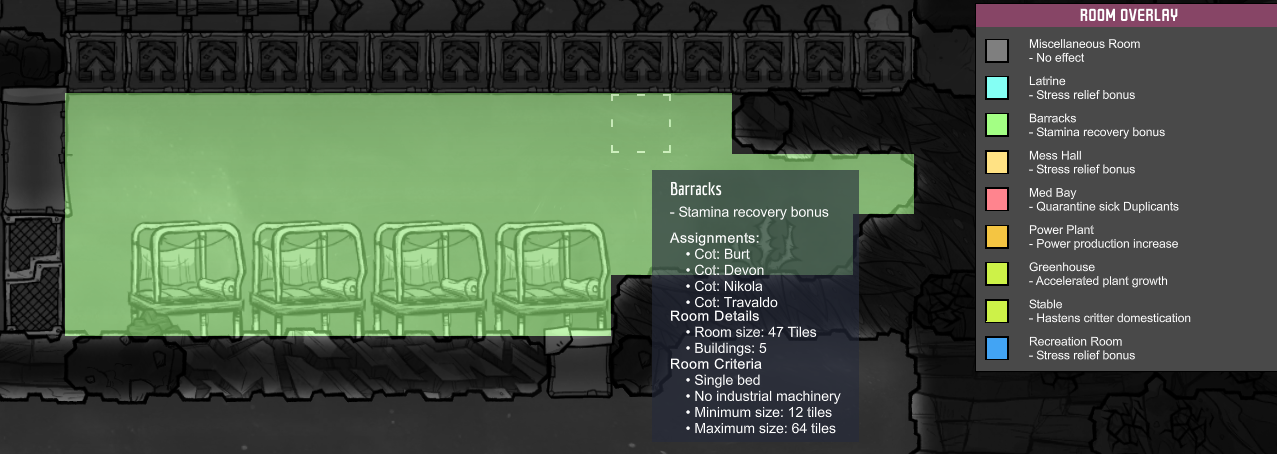 ROOM OVERLAY
Miscellaneous Room
- No effect
Latrine
- Stress relief bonus
Barracks
- Stamina recovery bonus
Mess Hall
- Stress relief bonus
Med Bay
- Quarantine sick Duplicants
Power Plant
- Power production increase
Greenhouse
- Accelerated plant growth
Stable
- Hastens critter domestication
Recreation Room
- Stress relief bonus
Barracks
- Stamina recovery bonus
Assignments:
• Cot: Burt
• Cot: Devon
• Cot: Nikola
• Cot: Travaldo
Room Details
• Room size: 47 Tiles
• Buildings: 5
Room Criteria
• Single bed
• No industrial machinery
• Minimum size: 12 tiles
• Maximum size: 64 tiles